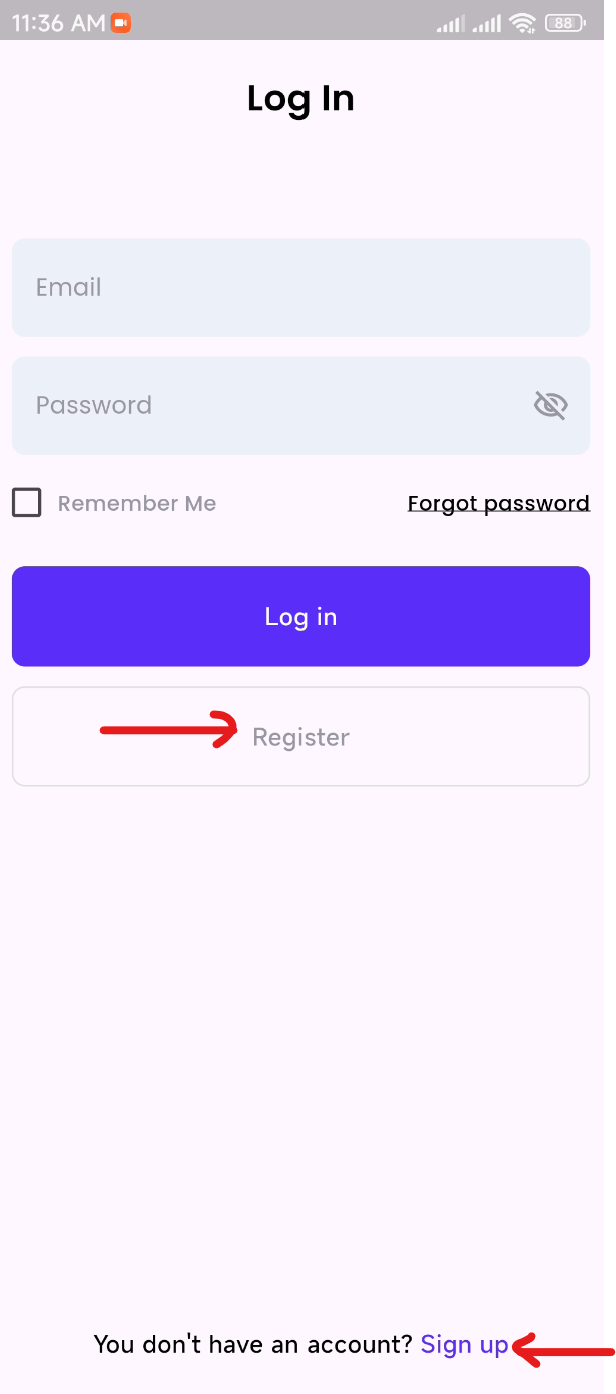 11:36 AM 88
Log In
Email
Password
Remember Me Forgot password
Log in
Register
You don't have an account? Sign up